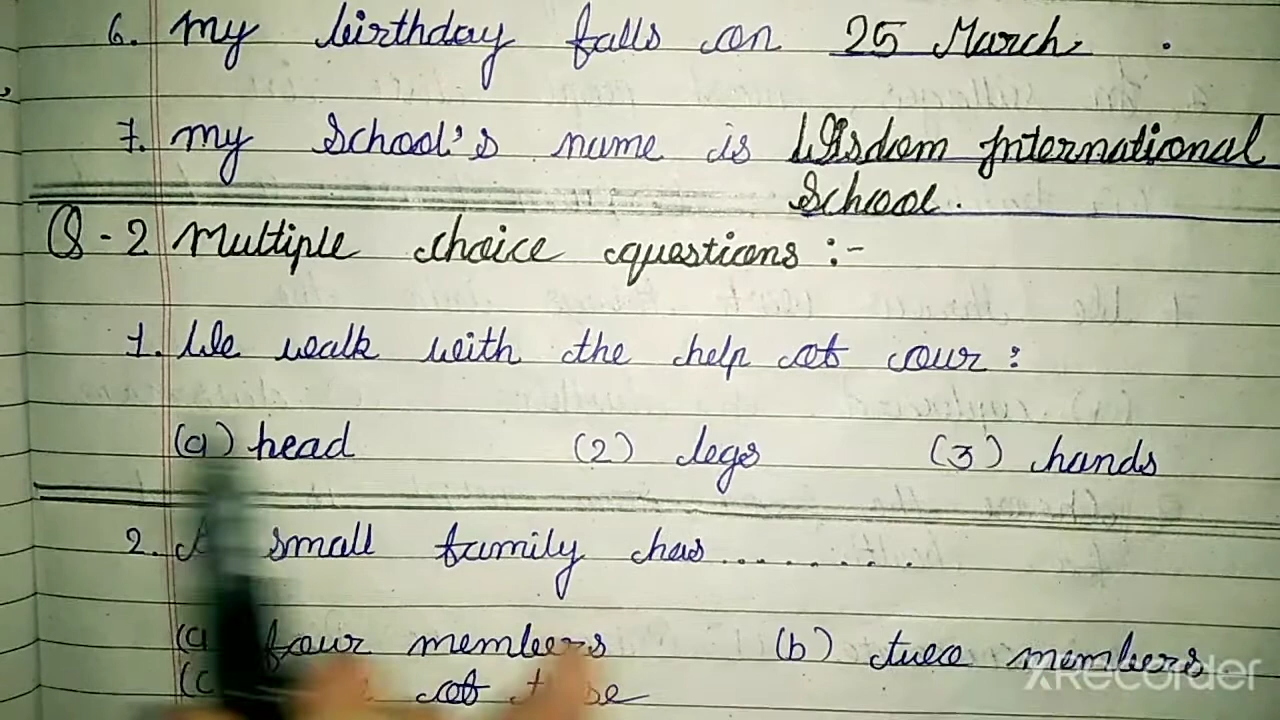 6. My birthday falls on 25 March.
7. My School's name is Wisdom International
School.
Q-2 Multiple choice questions :-
1. We walk with the help of our :
(a) head (2) legs (3) hands
2. A small family has.........
(a four members (b) two members
(c of these
XRecorder